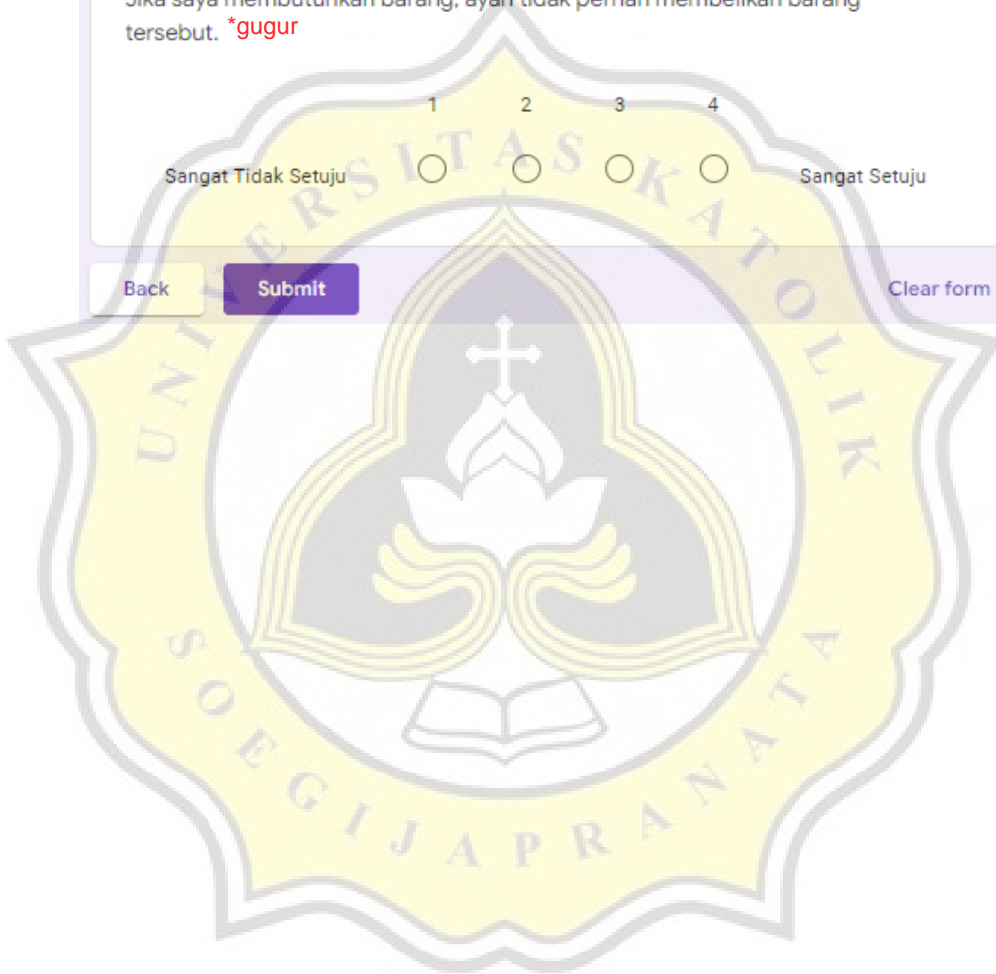 Jika saya membutuhkan barang, ayah tidak pernah membelikan barang
tersebut. *gugur
1 2 3 4
Sangat Tidak Setuju Sangat Setuju
Back Submit Clear form
UNIVERSITAS KATOLIK
SOEGIJAPRANATA